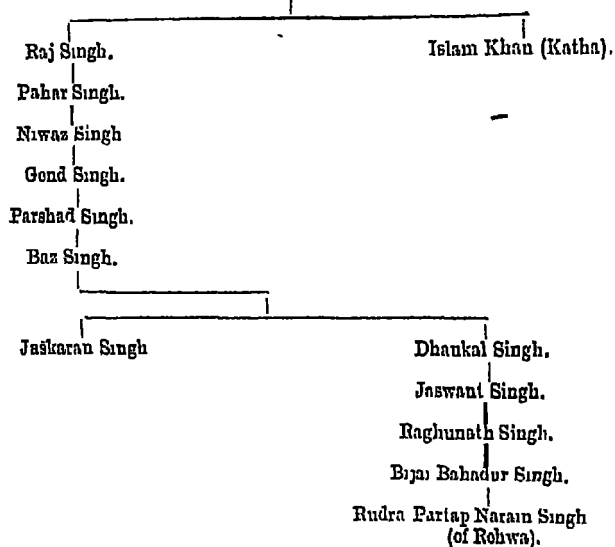 Raj Singh.
Islam Khan (Katha).
Pahar Singh.
Niwaz Singh
Gond Singh.
Parshad Singh.
Baz Singh.
Jaskaran Singh
Dhaukal Singh.
Jaswant Singh.
Raghunath Singh.
Bijai Bahadur Singh.
Rudra Partap Narain Singh
(of Rohwa).